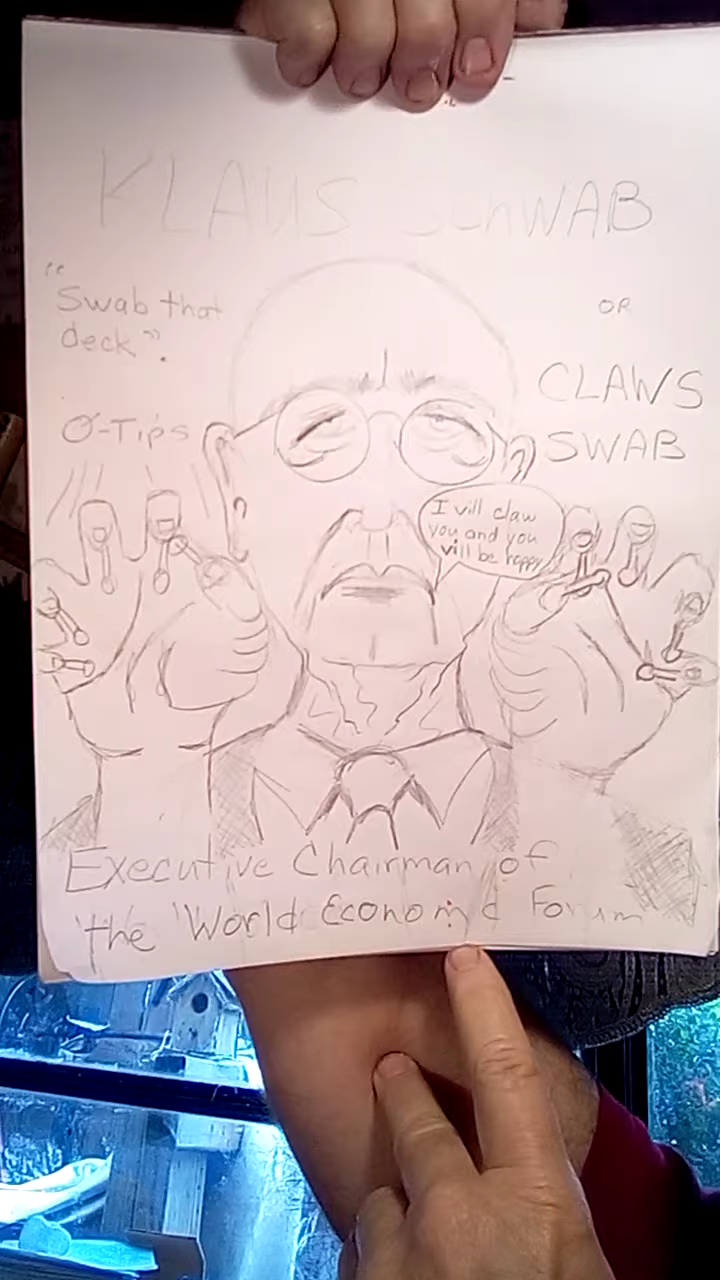 KLAUS SCHWAB
"Swab that
deck".
OR
CLAWS
SWAB
Q-Tips
I vill claw
you and you
vill be happy
Executive Chairman of
the World Economic Forum